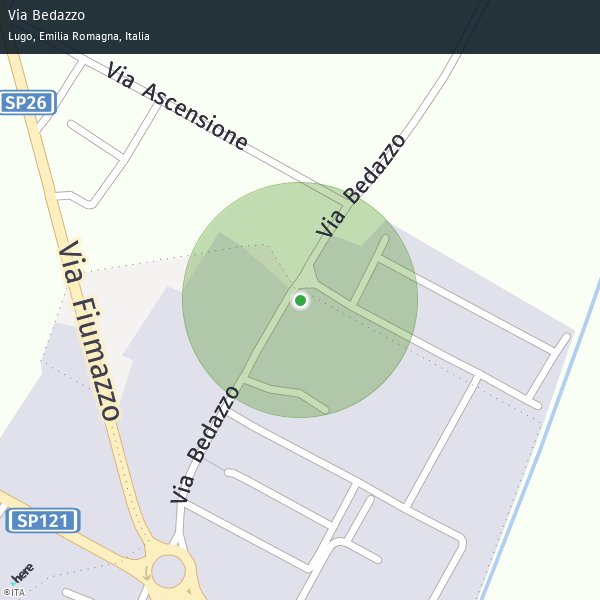 Via Bedazzo
Lugo, Emilia Romagna, Italia
Via Ascensione
SP26
Via Bedazzo
Via Fiumazzo
Via Bedazzo
SP121
here
©ITA